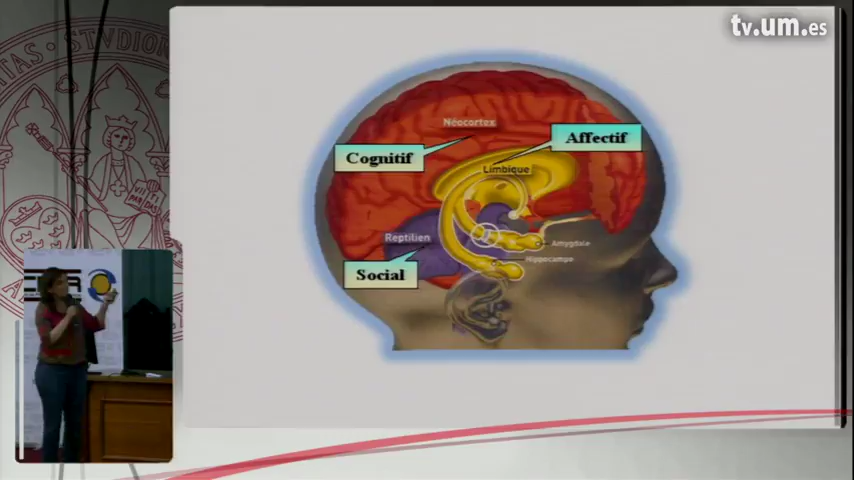 tv.um.es
Néocortex
Affectif
Cognitif
Limbique
Reptilien
Amygdale
Hippocampe
Social